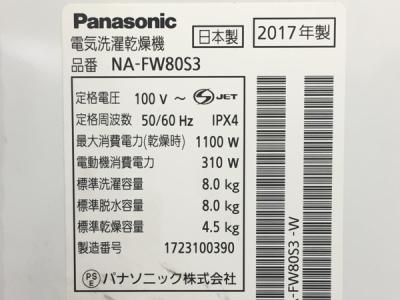 Panasonic
電気洗濯乾燥機
日本製
2017年製
品番 NA-FW80S3
定格電圧 100 V ～ S JET
定格周波数 50/60 Hz IPX4
最大消費電力(乾燥時) 1100 W
電動機消費電力 310 W
標準洗濯容量 8.0 kg
標準脱水容量 8.0 kg
標準乾燥容量 4.5 kg
製造番号 1723100390
PSE パナソニック株式会社
-FW80S3 -W